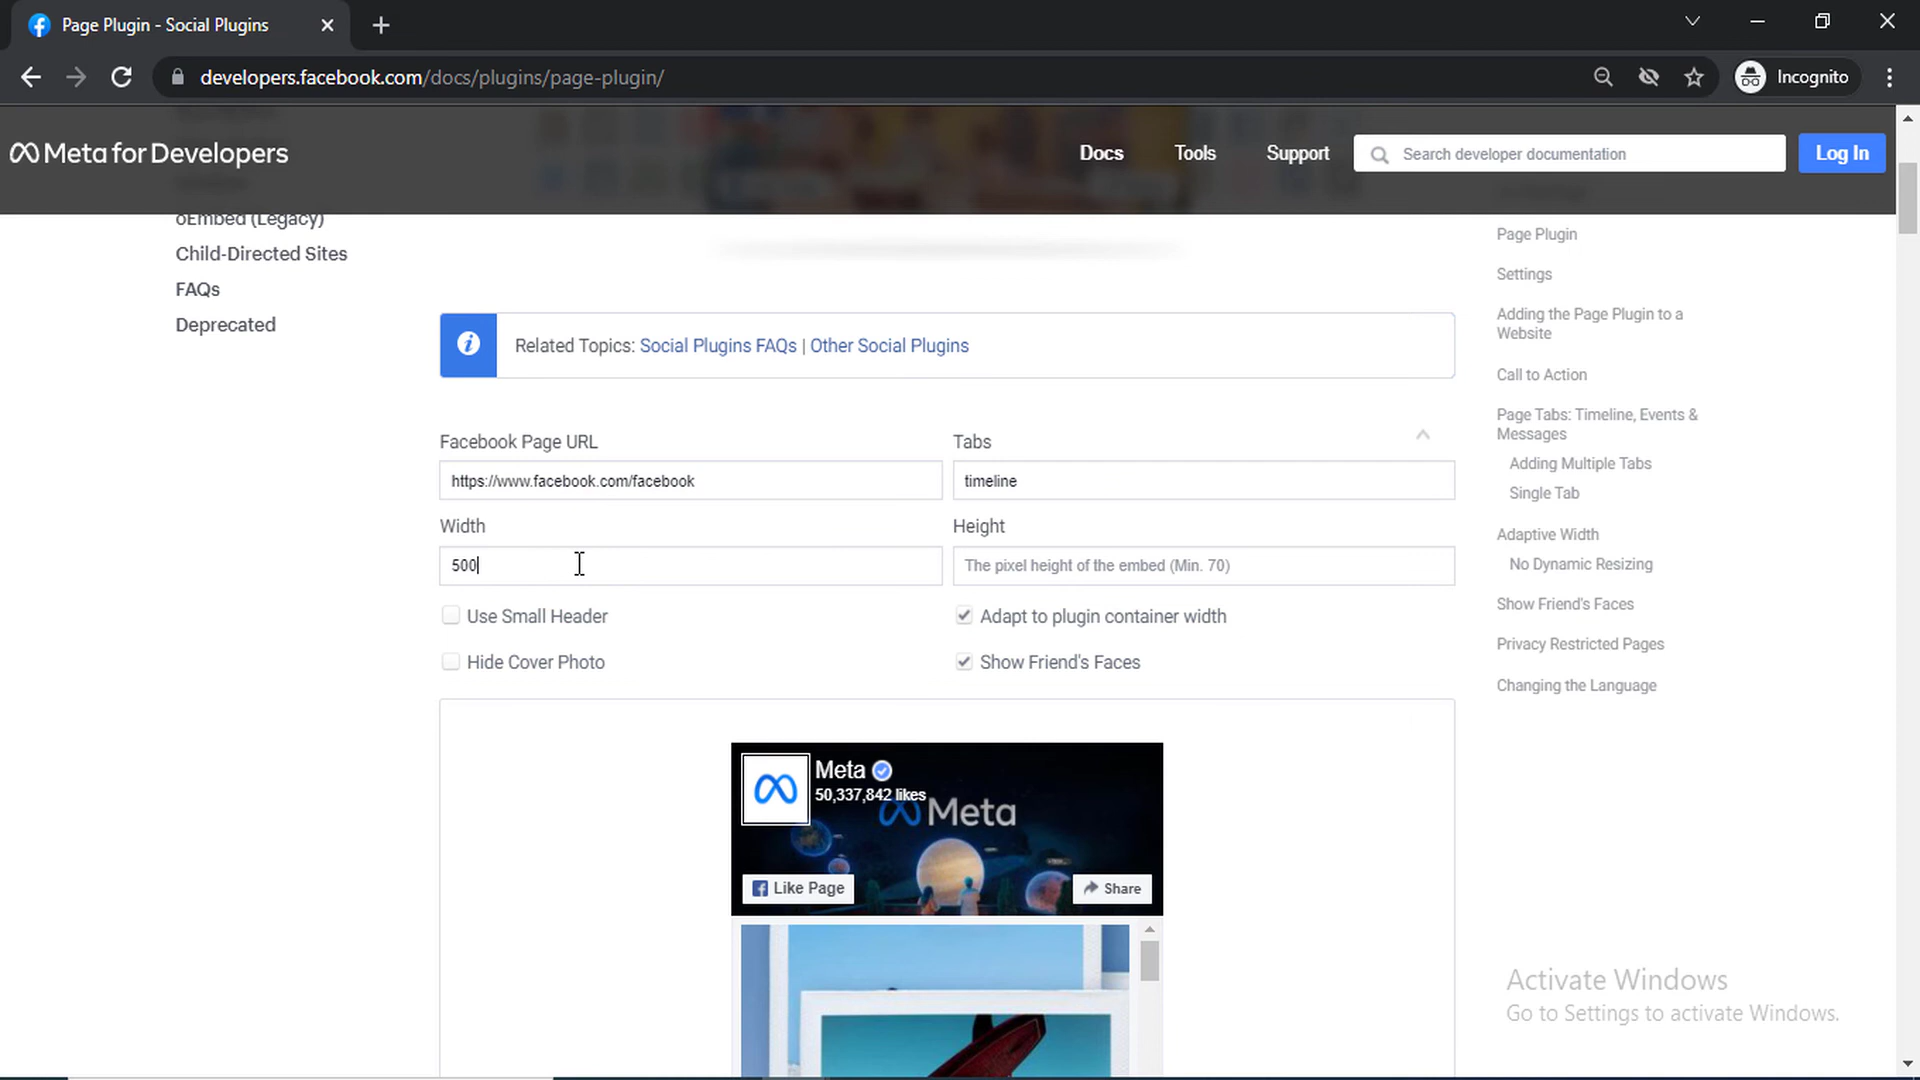 Page Plugin - Social Plugins
developers.facebook.com/docs/plugins/page-plugin/
Incognito
Meta for Developers
Docs
Tools
Support
Search developer documentation
Log In
oEmbed (Legacy)
Child-Directed Sites
FAQs
Deprecated
Related Topics: Social Plugins FAQs | Other Social Plugins
Facebook Page URL
Tabs
https://www.facebook.com/facebook
timeline
Width
Height
500
The pixel height of the embed (Min. 70)
Use Small Header
Adapt to plugin container width
Hide Cover Photo
Show Friend's Faces
Meta
50,337,842 likes
Meta
Like Page
Share
Page Plugin
Settings
Adding the Page Plugin to a
Website
Call to Action
Page Tabs: Timeline, Events &
Messages
Adding Multiple Tabs
Single Tab
Adaptive Width
No Dynamic Resizing
Show Friend's Faces
Privacy Restricted Pages
Changing the Language
Activate Windows
Go to Settings to activate Windows.